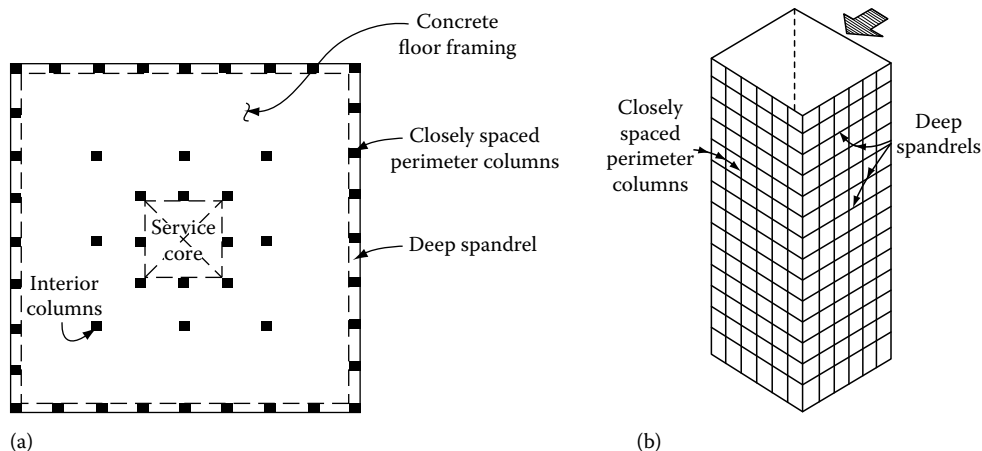 Concrete
floor framing
Closely spaced
perimeter columns
Service
core
Deep spandrel
Interior
columns
(a)
Closely
spaced
perimeter
columns
Deep
spandrels
(b)